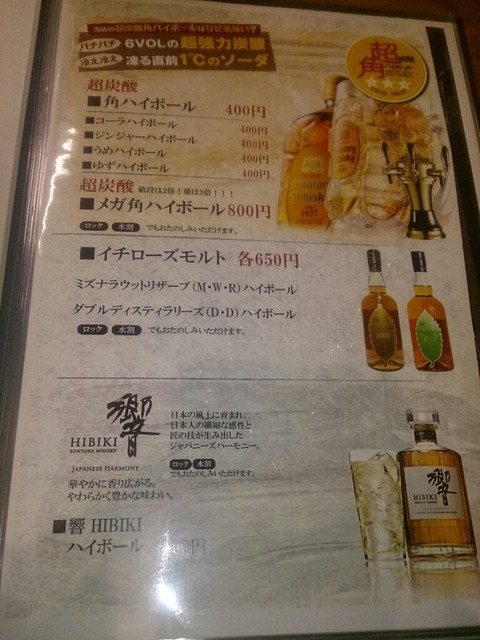 当店の超炭酸角ハイボールはなぜ美味い?
パチパチ 6VOLの超強力炭酸
冷え冷え 凍る直前1℃のソーダ
超角
★★★
超炭酸
■角ハイボール 400円
■コーラハイボール 400円
■ジンジャーハイボール 400円
■うめハイボール 400円
■ゆずハイボール 400円
超炭酸 値段は2倍!量は3倍!!!
■メガ角ハイボール 800円
ロック 水割 でもおたのしみいただけます。
■イチローズモルト 各650円
ミズナラウットリザーブ(M・W・R)ハイボール
ダブルディスティラリーズ(D・D)ハイボール
ロック 水割 でもおたのしみいただけます。
響
HIBIKI
SUNTORY WHISKY
JAPANESE HARMONY
日本の風土に育まれ、
日本人の繊細な感性と
匠の技が生み出した
ジャパニーズハーモニー。
ロック 水割
でもおたのしみいただけます。
華やかに香り広がる。
やわらかく豊かな味わい。
■響 HIBIKI
ハイボール 円
Suntory
Whisky
1937
響
HIBIKI